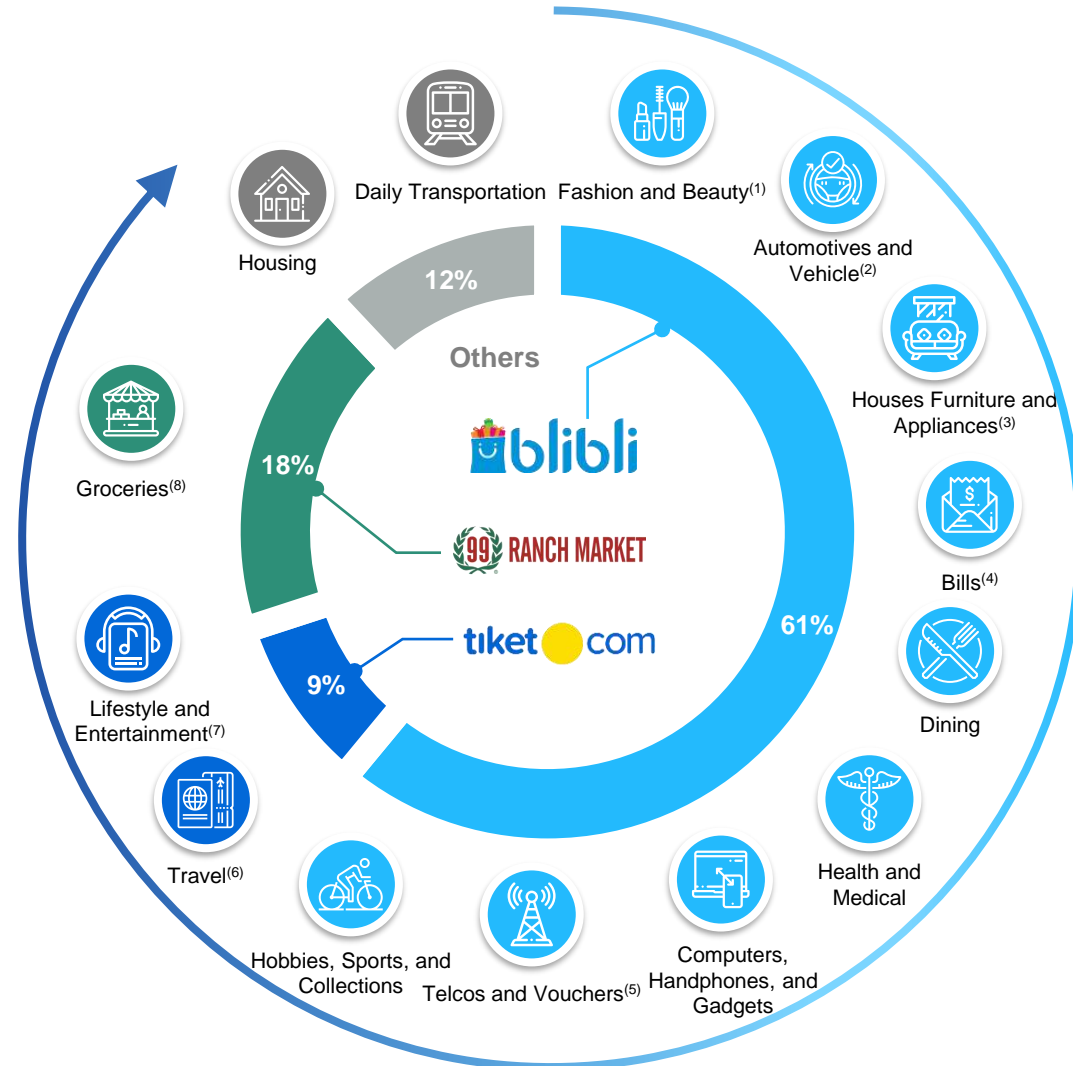 Daily Transportation
Fashion and Beauty(1)
Housing
Automotives and
Vehicle(2)
12%
Others
Houses Furniture and
Appliances(3)
blibli
18%
Groceries(8)
$
Bills(4)
99 RANCH MARKET
61%
tiket com
9%
Lifestyle and
Entertainment(7)
Dining
Travel(6)
Health and
Medical
Hobbies, Sports, and
Collections
Telcos and Vouchers(5)
Computers,
Handphones, and
Gadgets